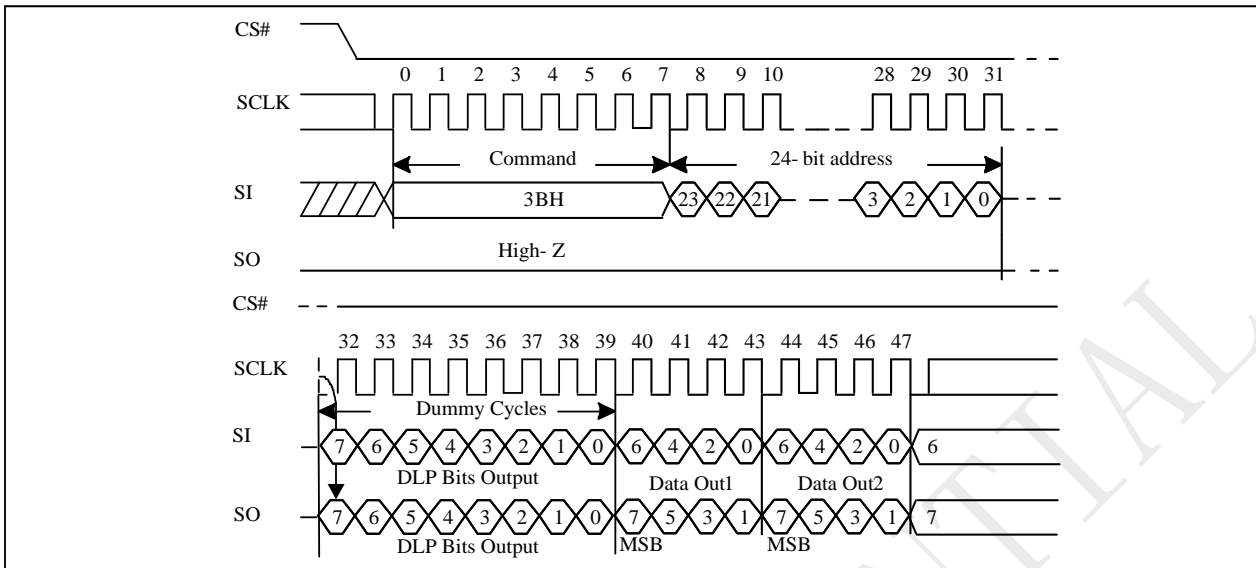 CS#
0 1 2 3 4 5 6 7 8 9 10 28 29 30 31
SCLK
Command 24- bit address
SI 3BH 23 22 21 3 2 1 0
High- Z
SO
CS#
32 33 34 35 36 37 38 39 40 41 42 43 44 45 46 47
SCLK
Dummy Cycles
SI 7 6 5 4 3 2 1 0 6 4 2 0 6 4 2 0 6
DLP Bits Output Data Out1 Data Out2
SO 7 6 5 4 3 2 1 0 7 5 3 1 7 5 3 1 7
DLP Bits Output MSB MSB